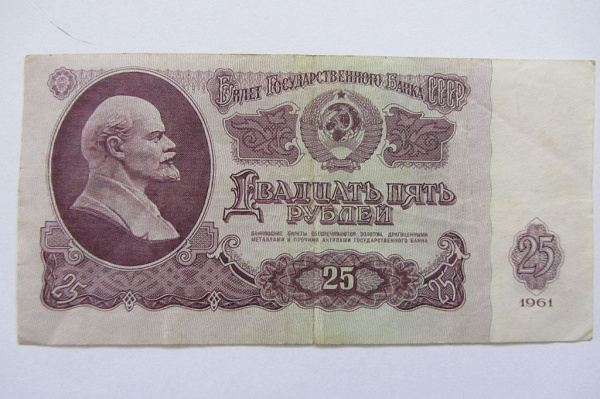 Билет Государственного Банка СССР
Двадцать пять
рублей
БАНКОВСКИЕ БИЛЕТЫ ОБЕСПЕЧИВАЮТСЯ ЗОЛОТОМ, ДРАГОЦЕННЫМИ
МЕТАЛЛАМИ И ПРОЧИМИ АКТИВАМИ ГОСУДАРСТВЕННОГО БАНКА
25
25
25
25
1961